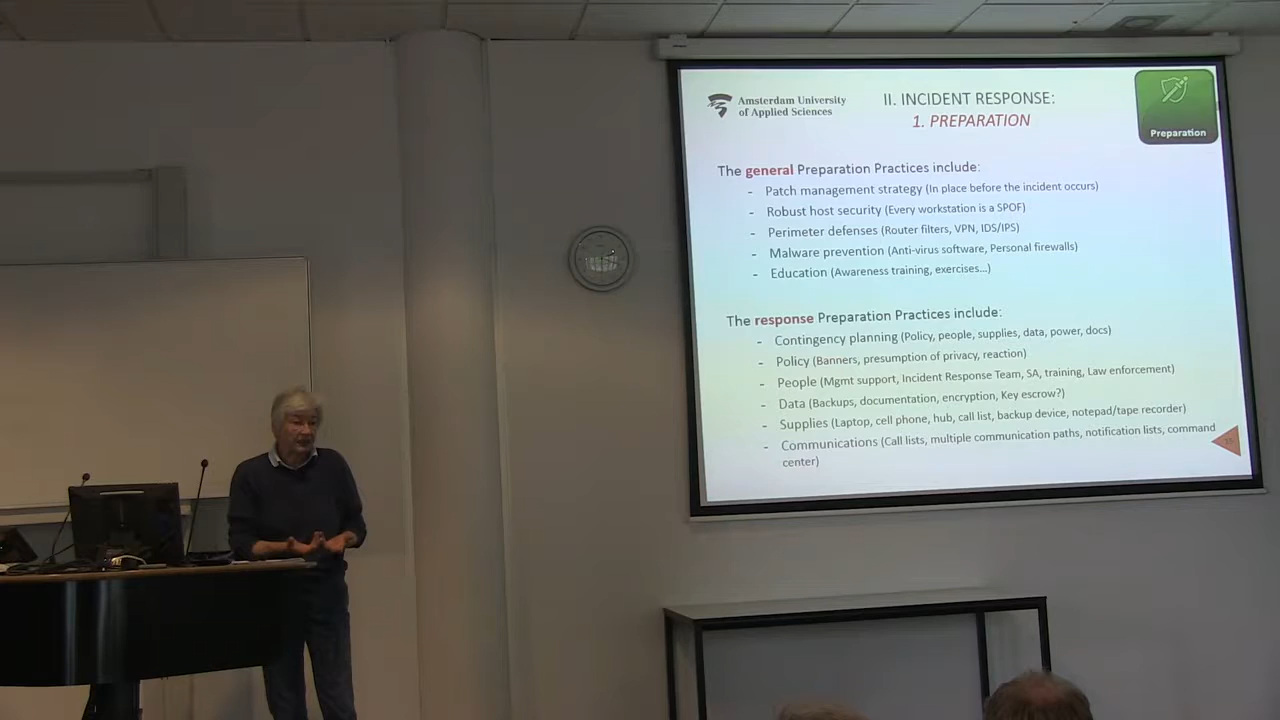 Amsterdam University
of Applied Sciences
II. INCIDENT RESPONSE:
1. PREPARATION
Preparation
The general Preparation Practices include:
- Patch management strategy (In place before the incident occurs)
- Robust host security (Every workstation is a SPOF)
- Perimeter defenses (Router filters, VPN, IDS/IPS)
- Malware prevention (Anti-virus software, Personal firewalls)
- Education (Awareness training, exercises...)
The response Preparation Practices include:
- Contingency planning (Policy, people, supplies, data, power, docs)
- Policy (Banners, presumption of privacy, reaction)
- People (Mgmt support, Incident Response Team, SA, training, Law enforcement)
- Data (Backups, documentation, encryption, Key escrow?)
- Supplies (Laptop, cell phone, hub, call list, backup device, notepad/tape recorder)
- Communications (Call lists, multiple communication paths, notification lists, command
center)